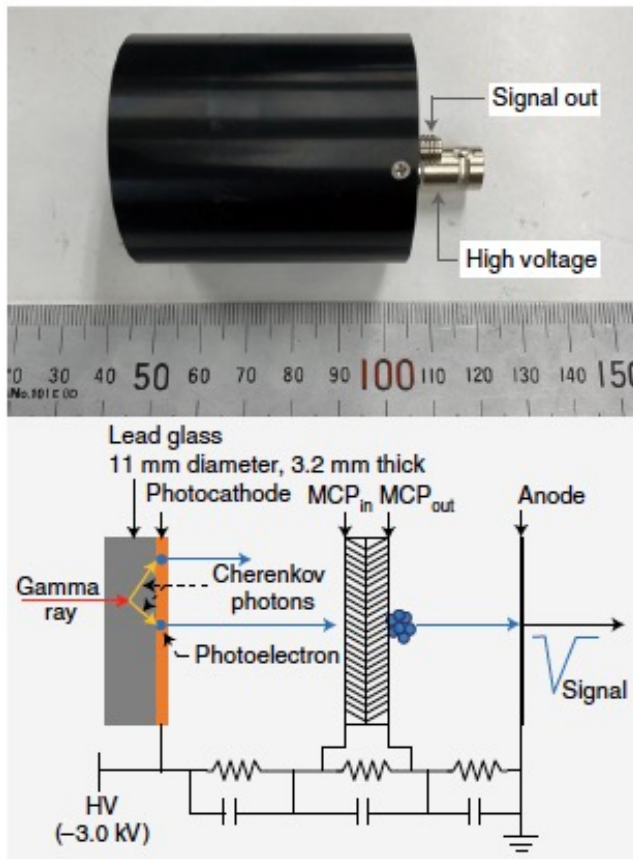 Signal out
High voltage
30 40 50 60 70 80 90 100 110 120 130 140 150
No.101E
Lead glass
11 mm diameter, 3.2 mm thick
Photocathode MCPin MCPout Anode
Gamma
ray
Cherenkov
photons
Photoelectron
Signal
HV
(−3.0 kV)